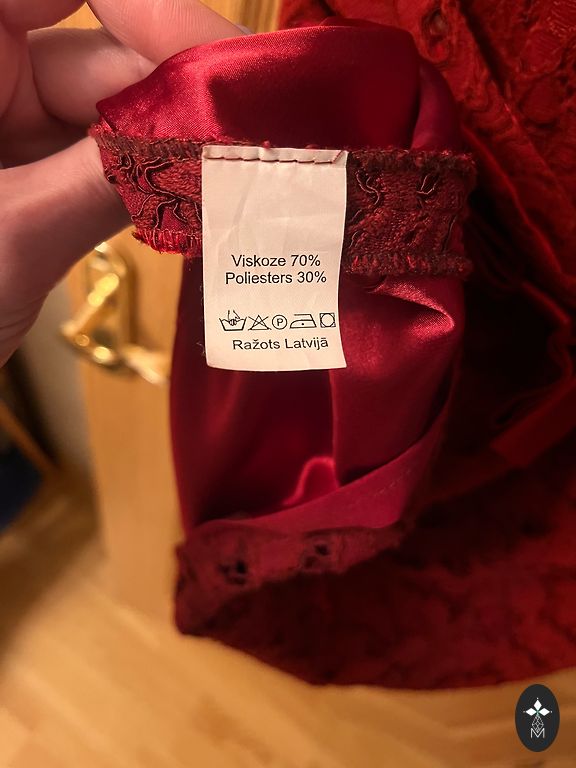 Viskoze 70%
Poliesters 30%
P
Ražots Latvijā
M